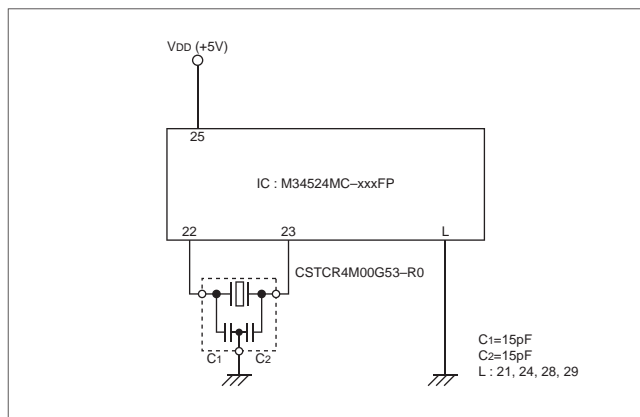 VDD (+5V)
25
IC : M34524MC–xxxFP
22 23 L
CSTCR4M00G53–R0
C1 C2
C1=15pF
C2=15pF
L : 21, 24, 28, 29